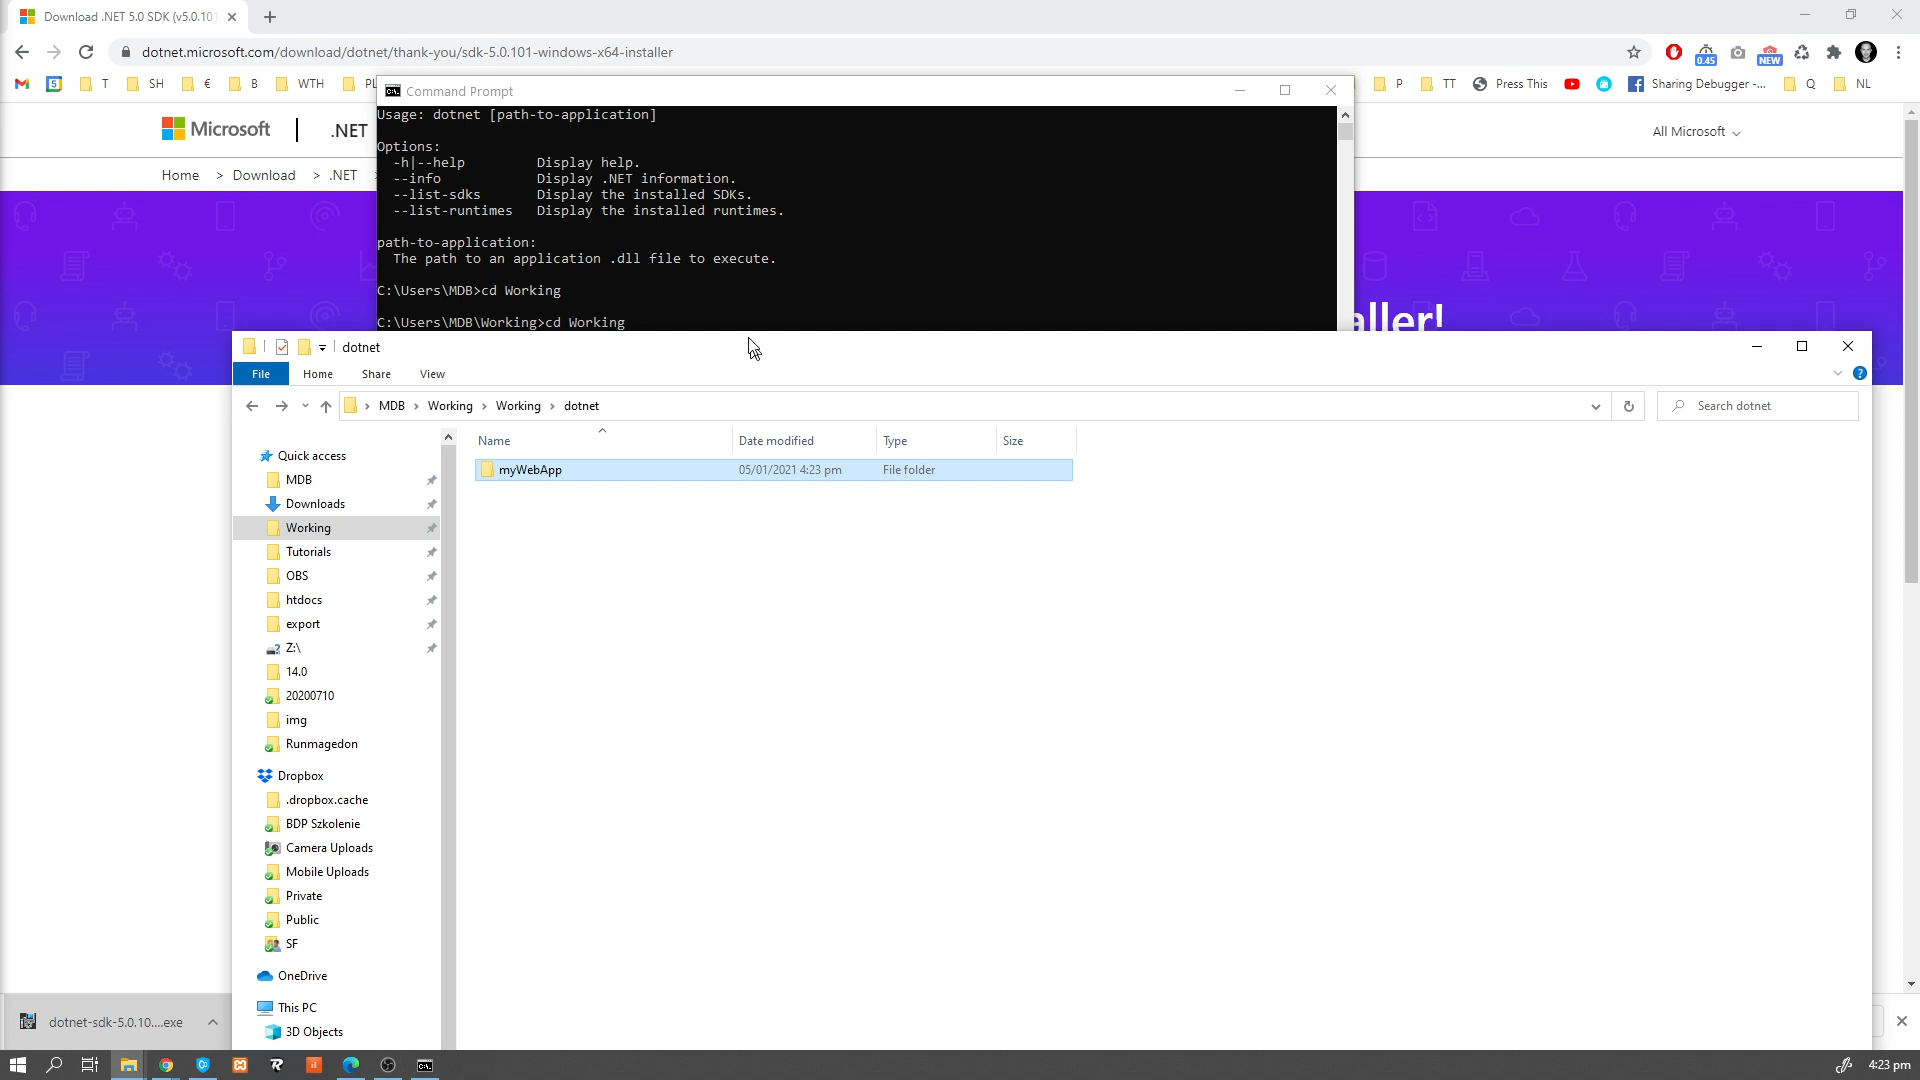 Download .NET 5.0 SDK (v5.0.101
dotnet.microsoft.com/download/dotnet/thank-you/sdk-5.0.101-windows-x64-installer
0.45
NEW
5
T
SH
€
B
WTH
PL
P
TT
Press This
Sharing Debugger -...
Q
NL
Command Prompt
Microsoft
.NET
All Microsoft
Home > Download > .NET >
Usage: dotnet [path-to-application]
Options:
-h|--help Display help.
--info Display .NET information.
--list-sdks Display the installed SDKs.
--list-runtimes Display the installed runtimes.
path-to-application:
The path to an application .dll file to execute.
C:\Users\MDB>cd Working
C:\Users\MDB\Working>cd Working
aller!
dotnet
File
Home
Share
View
MDB > Working > Working > dotnet
Search dotnet
Name
Date modified
Type
Size
myWebApp
05/01/2021 4:23 pm
File folder
Quick access
MDB
Downloads
Working
Tutorials
OBS
htdocs
export
Z:\
14.0
20200710
img
Runmagedon
Dropbox
.dropbox.cache
BDP Szkolenie
Camera Uploads
Mobile Uploads
Private
Public
SF
OneDrive
This PC
3D Objects
dotnet-sdk-5.0.10....exe
4:23 pm